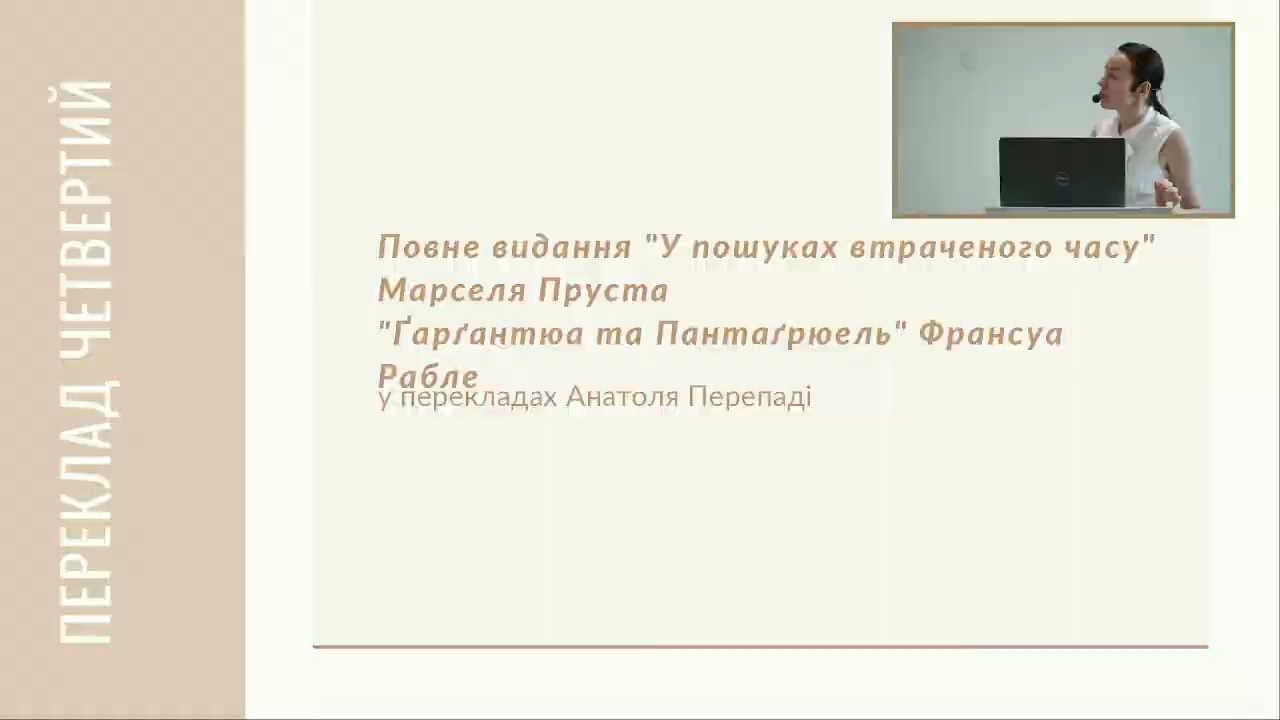 ПЕРЕКЛАД ЧЕТВЕРТИЙ
Повне видання "У пошуках втраченого часу"
Марселя Пруста
"Ґарґантюа та Пантаґрюель" Франсуа
Рабле
у перекладах Анатоля Перепаді